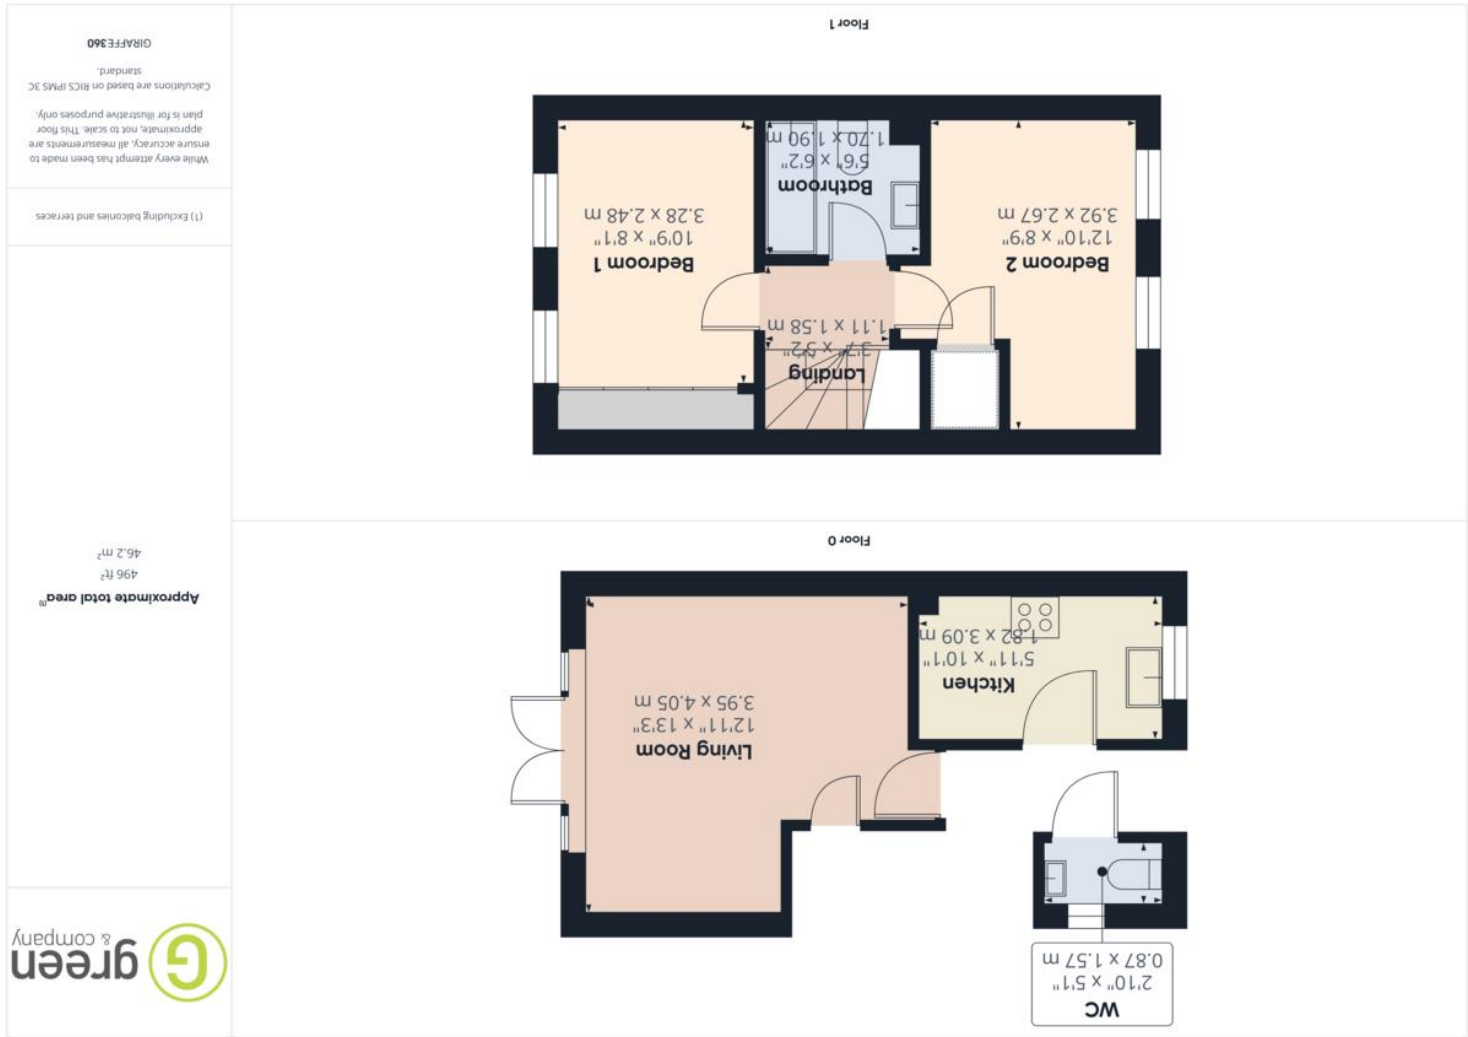 green
& company
Approximate total area⁽¹⁾
496 ft²
46.2 m²
(1) Excluding balconies and terraces
While every attempt has been made to
ensure accuracy, all measurements are
approximate, not to scale. This floor
plan is for illustrative purposes only.
Calculations are based on RICS IPMS 3C
standard.
GIRAFFE360
WC
2'10" x 5'1"
0.87 x 1.57 m
Living Room
12'11" x 13'3"
3.95 x 4.05 m
Kitchen
5'11" x 10'1"
1.82 x 3.09 m
Floor 0
Landing
3'7" x 5'2"
1.11 x 1.58 m
Bedroom 2
12'10" x 8'9"
3.92 x 2.67 m
Bedroom 1
10'9" x 8'1"
3.28 x 2.48 m
Bathroom
5'6" x 6'2"
1.70 x 1.90 m
Floor 1